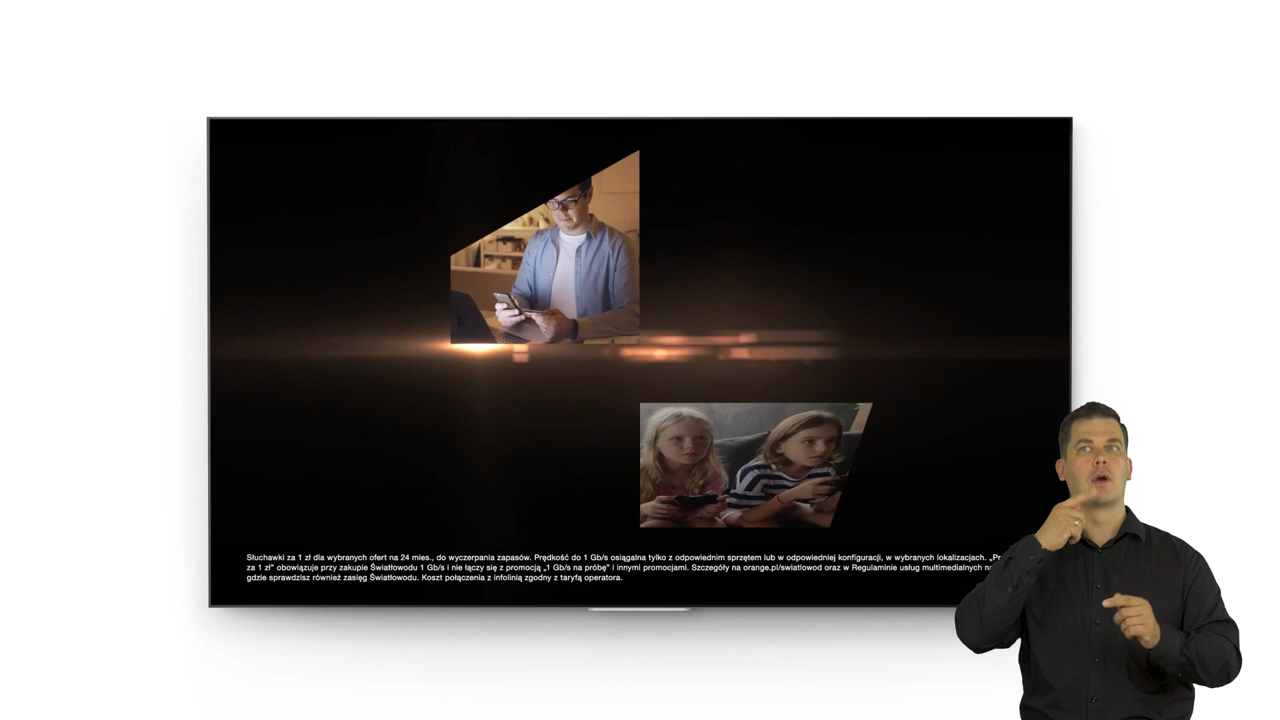 Słuchawki za 1 zł dla wybranych ofert na 24 mies., do wyczerpania zapasów. Prędkość do 1 Gb/s osiągalna tylko z odpowiednim sprzętem lub w odpowiedniej konfiguracji, w wybranych lokalizacjach.
za 1 zł” obowiązuje przy zakupie Światłowodu 1 Gb/s i nie łączy się z promocją „1 Gb/s na próbę” i innymi promocjami. Szczegóły na orange.pl/swiatlowod oraz w Regulaminie usług multimedialnych
gdzie sprawdzisz również zasięg Światłowodu. Koszt połączenia z infolinią zgodny z taryfą operatora.